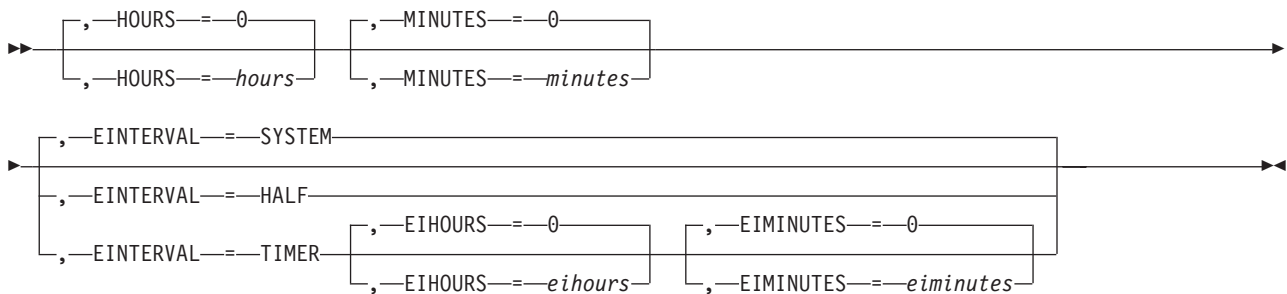 , HOURS = 0 , MINUTES = 0
, HOURS = hours , MINUTES = minutes
, EINTERVAL = SYSTEM
, EINTERVAL = HALF
, EIHOURS = 0 , EIMINUTES = 0
, EINTERVAL = TIMER
, EIHOURS = eihours , EIMINUTES = eiminutes